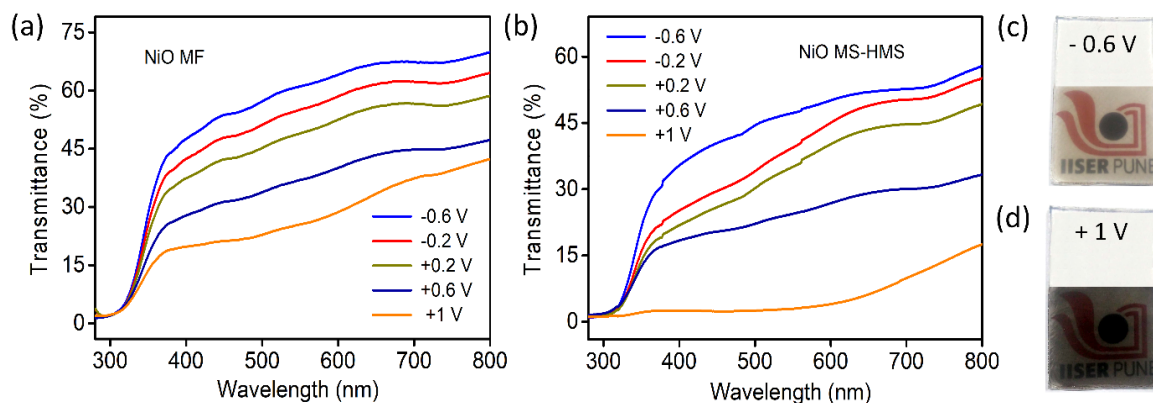 (a)
NiO MF
Transmittance (%)
75
60
45
30
15
0
-0.6 V
-0.2 V
+0.2 V
+0.6 V
+1 V
300 400 500 600 700 800
Wavelength (nm)
(b)
-0.6 V
-0.2 V
+0.2 V
+0.6 V
+1 V
NiO MS-HMS
Transmittance (%)
60
45
30
15
0
300 400 500 600 700 800
Wavelength (nm)
(c)
- 0.6 V
IISER PUNE
(d)
+ 1 V
IISER PUNE